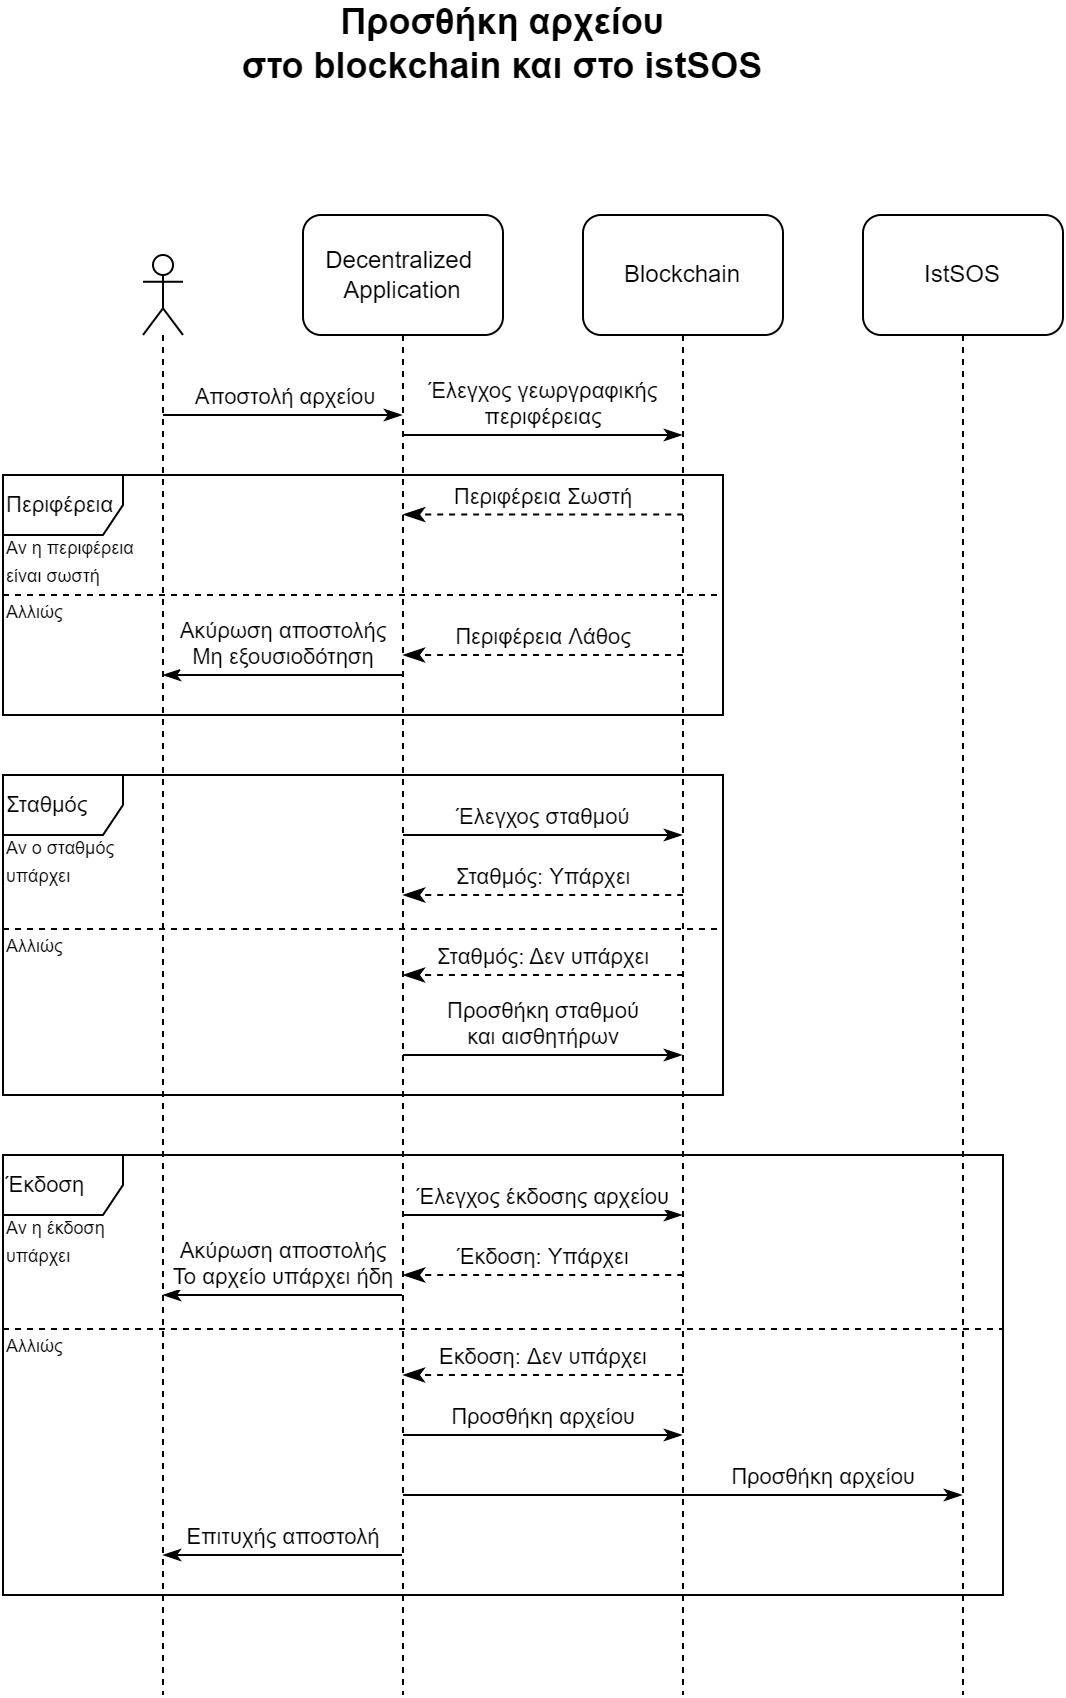 Προσθήκη αρχείου
στο blockchain και στο istSOS
Decentralized
Application
Blockchain
IstSOS
Αποστολή αρχείου
Έλεγχος γεωργραφικής
περιφέρειας
Περιφέρεια
Περιφέρεια Σωστή
Αν η περιφέρεια
είναι σωστή
Αλλιώς
Ακύρωση αποστολής
Μη εξουσιοδότηση
Περιφέρεια Λάθος
Σταθμός
Έλεγχος σταθμού
Αν ο σταθμός
υπάρχει
Σταθμός: Υπάρχει
Αλλιώς
Σταθμός: Δεν υπάρχει
Προσθήκη σταθμού
και αισθητήρων
Έκδοση
Έλεγχος έκδοσης αρχείου
Αν η έκδοση
υπάρχει
Ακύρωση αποστολής
Το αρχείο υπάρχει ήδη
Έκδοση: Υπάρχει
Αλλιώς
Εκδοση: Δεν υπάρχει
Προσθήκη αρχείου
Προσθήκη αρχείου
Επιτυχής αποστολή